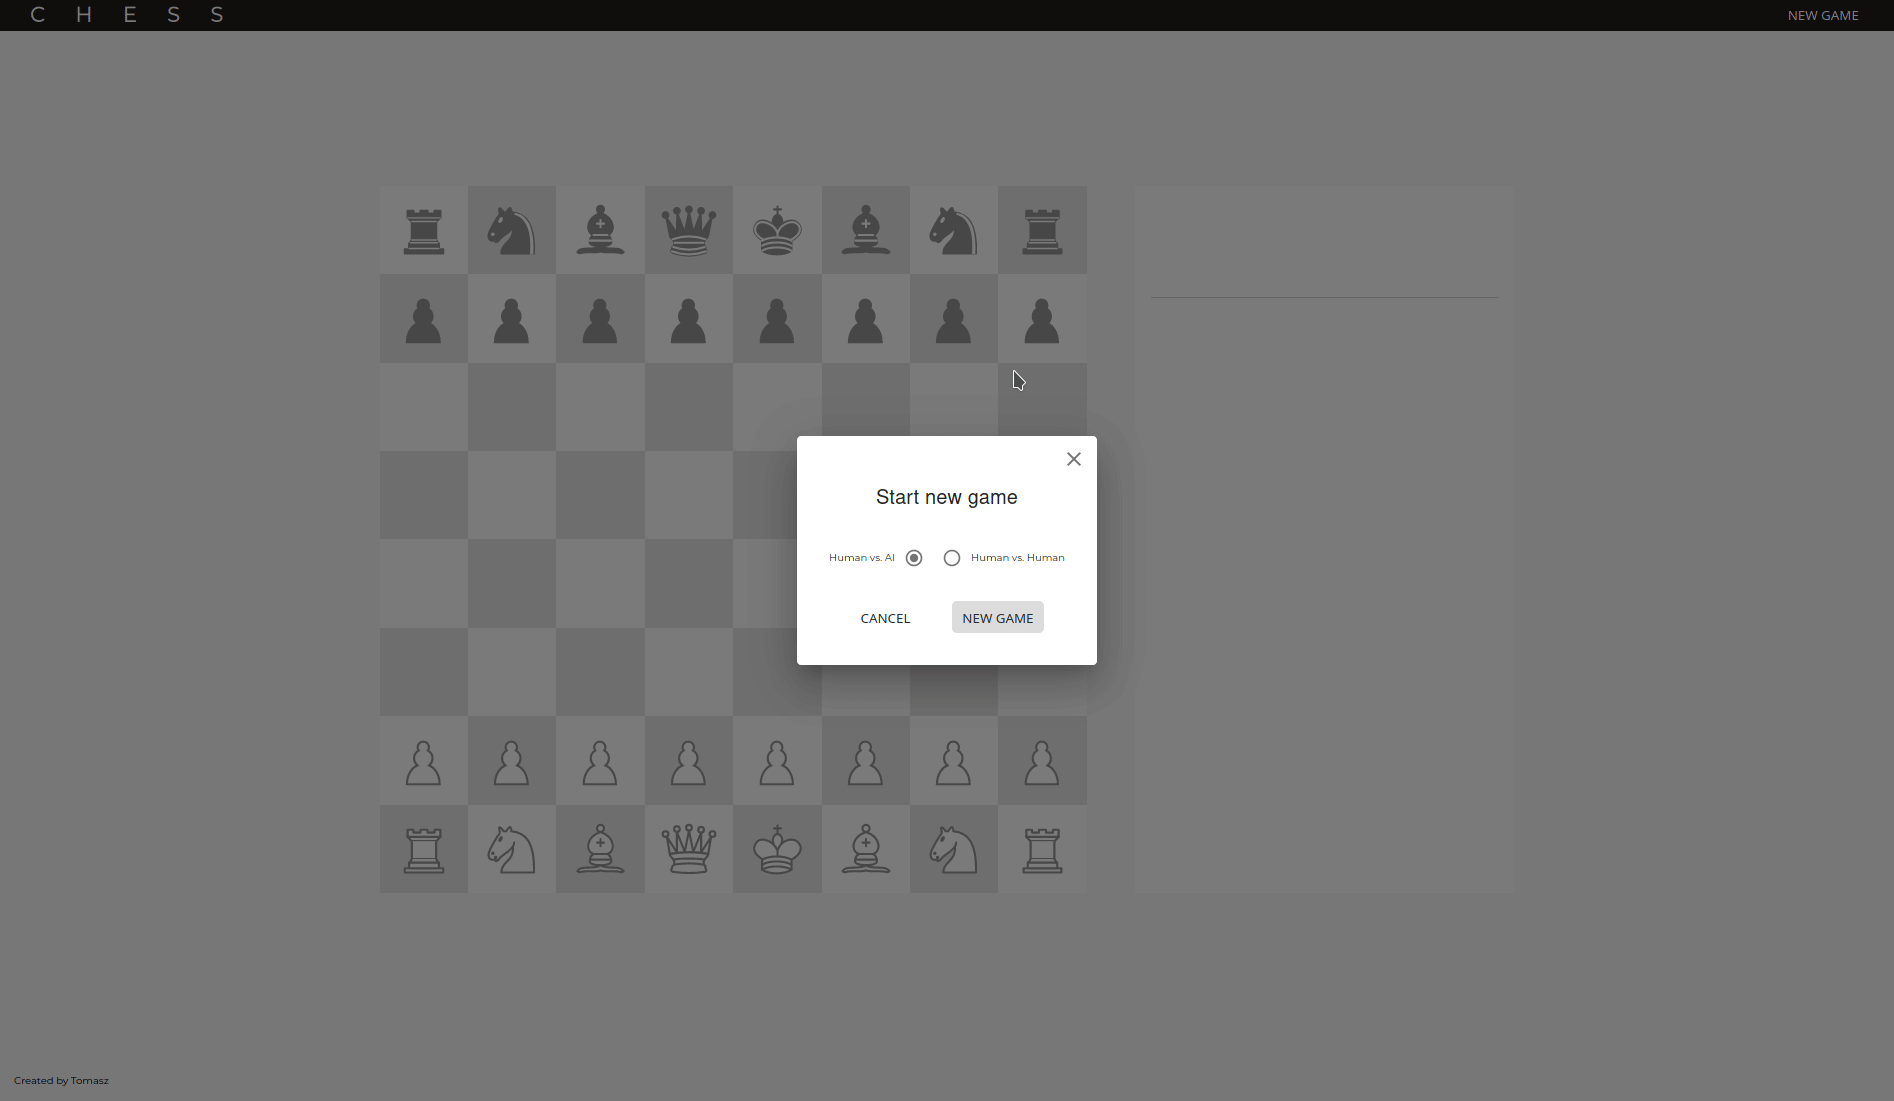 C H E S S
NEW GAME
Start new game
Human vs. AI
Human vs. Human
CANCEL
NEW GAME
Created by Tomasz